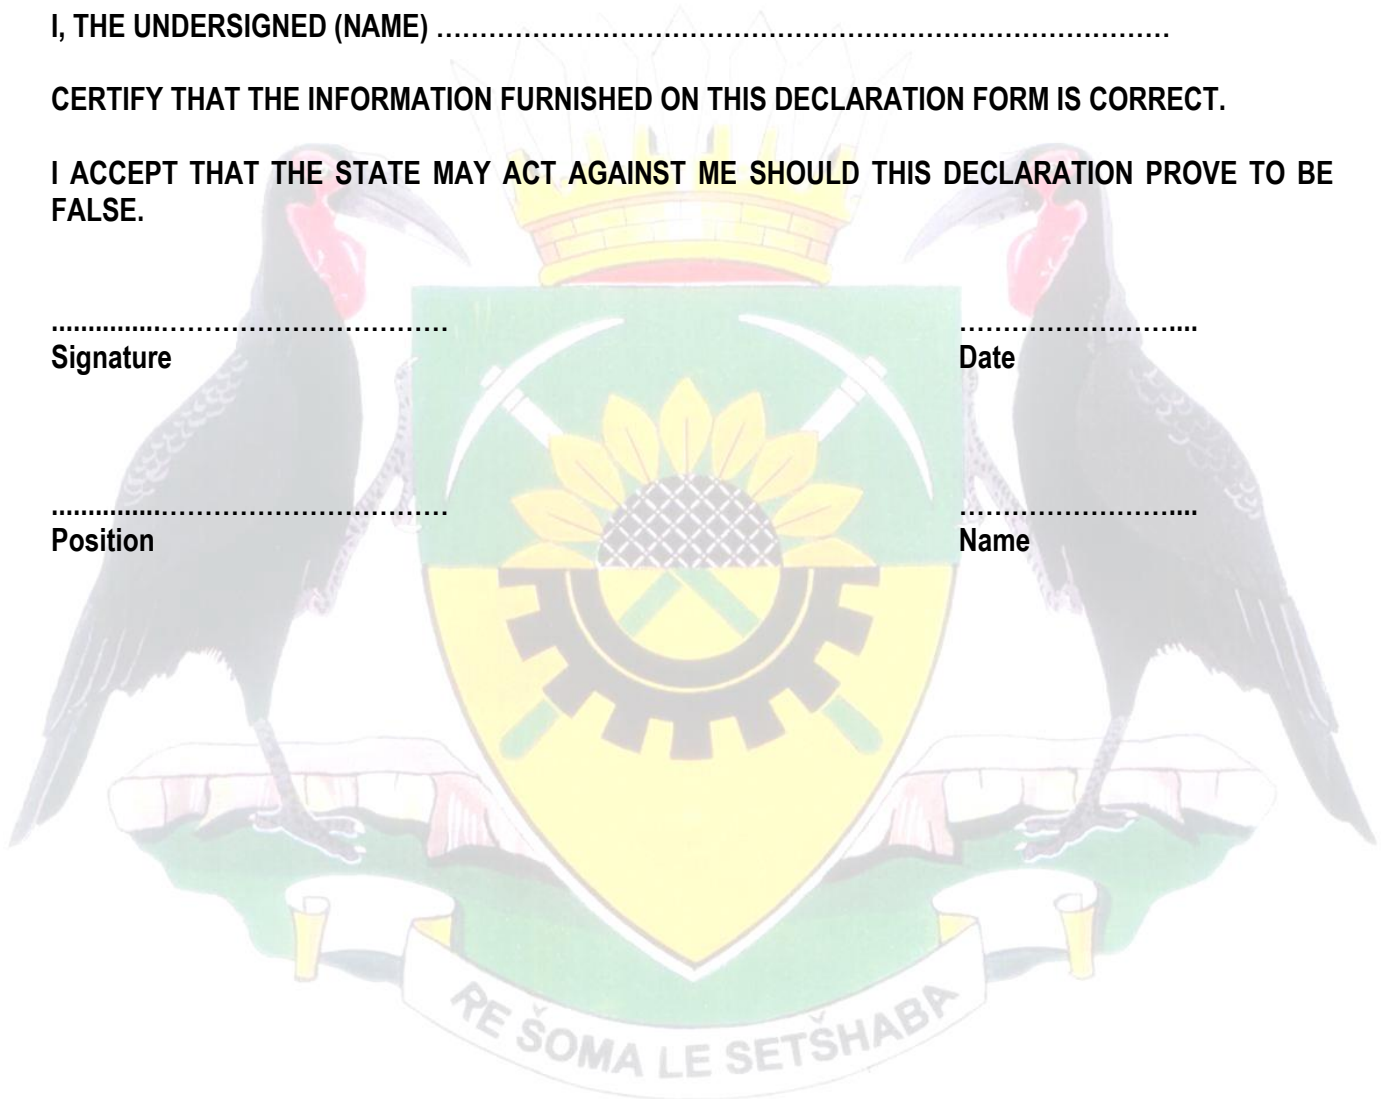 I, THE UNDERSIGNED (NAME) ………………………………………………………………………
CERTIFY THAT THE INFORMATION FURNISHED ON THIS DECLARATION FORM IS CORRECT.
I ACCEPT THAT THE STATE MAY ACT AGAINST ME SHOULD THIS DECLARATION PROVE TO BE
FALSE.
...............…………………………… ……………………....
Signature Date
...............…………………………… ……………………....
Position Name
RE ŠOMA LE SETŠHABA